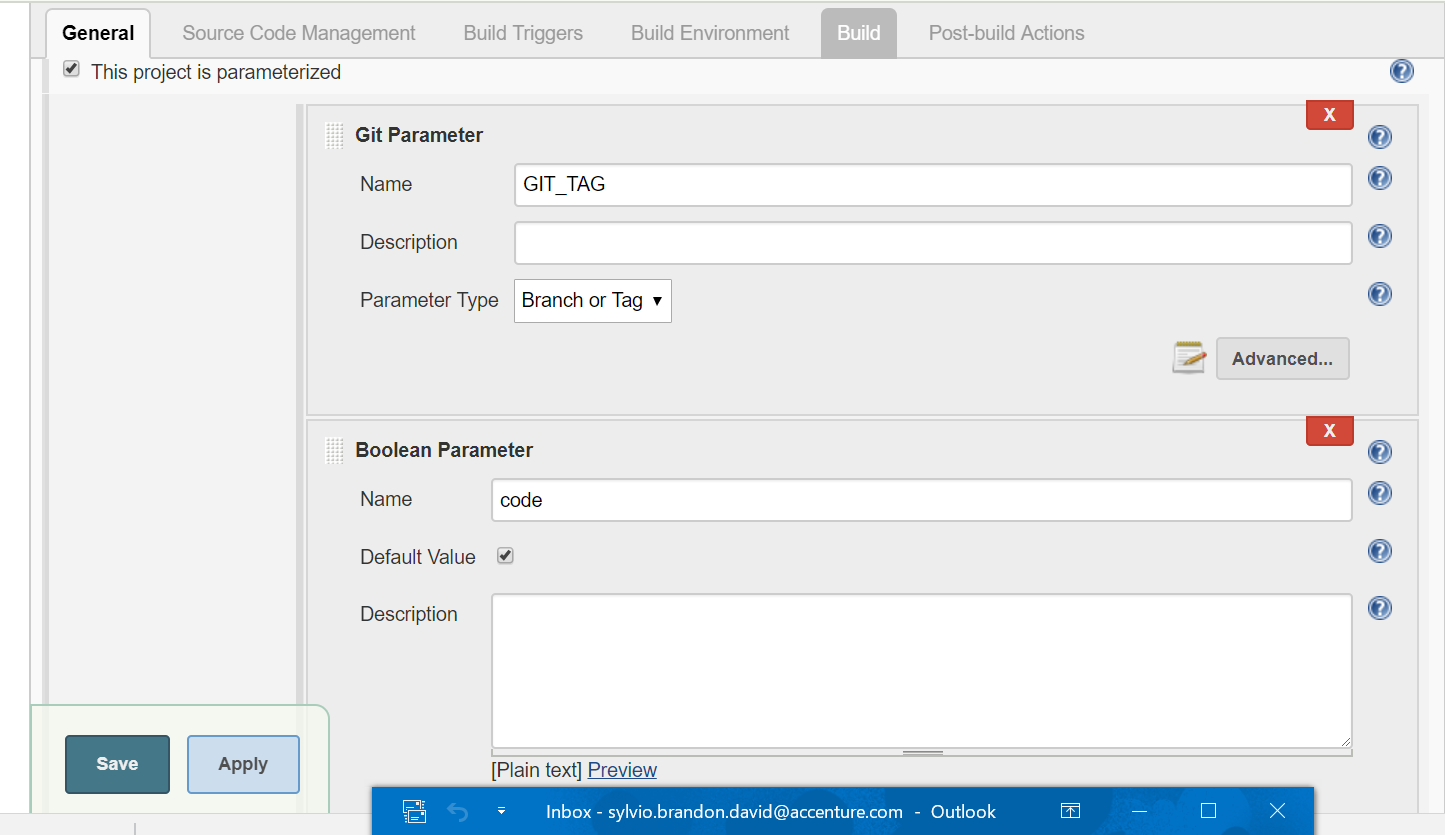 General Source Code Management Build Triggers Build Environment Build Post-build Actions
This project is parameterized
X
Git Parameter
Name GIT_TAG
Description
Parameter Type Branch or Tag
Advanced...
X
Boolean Parameter
Name code
Default Value
Description
[Plain text] Preview
Save Apply
Inbox - sylvio.brandon.david@accenture.com - Outlook